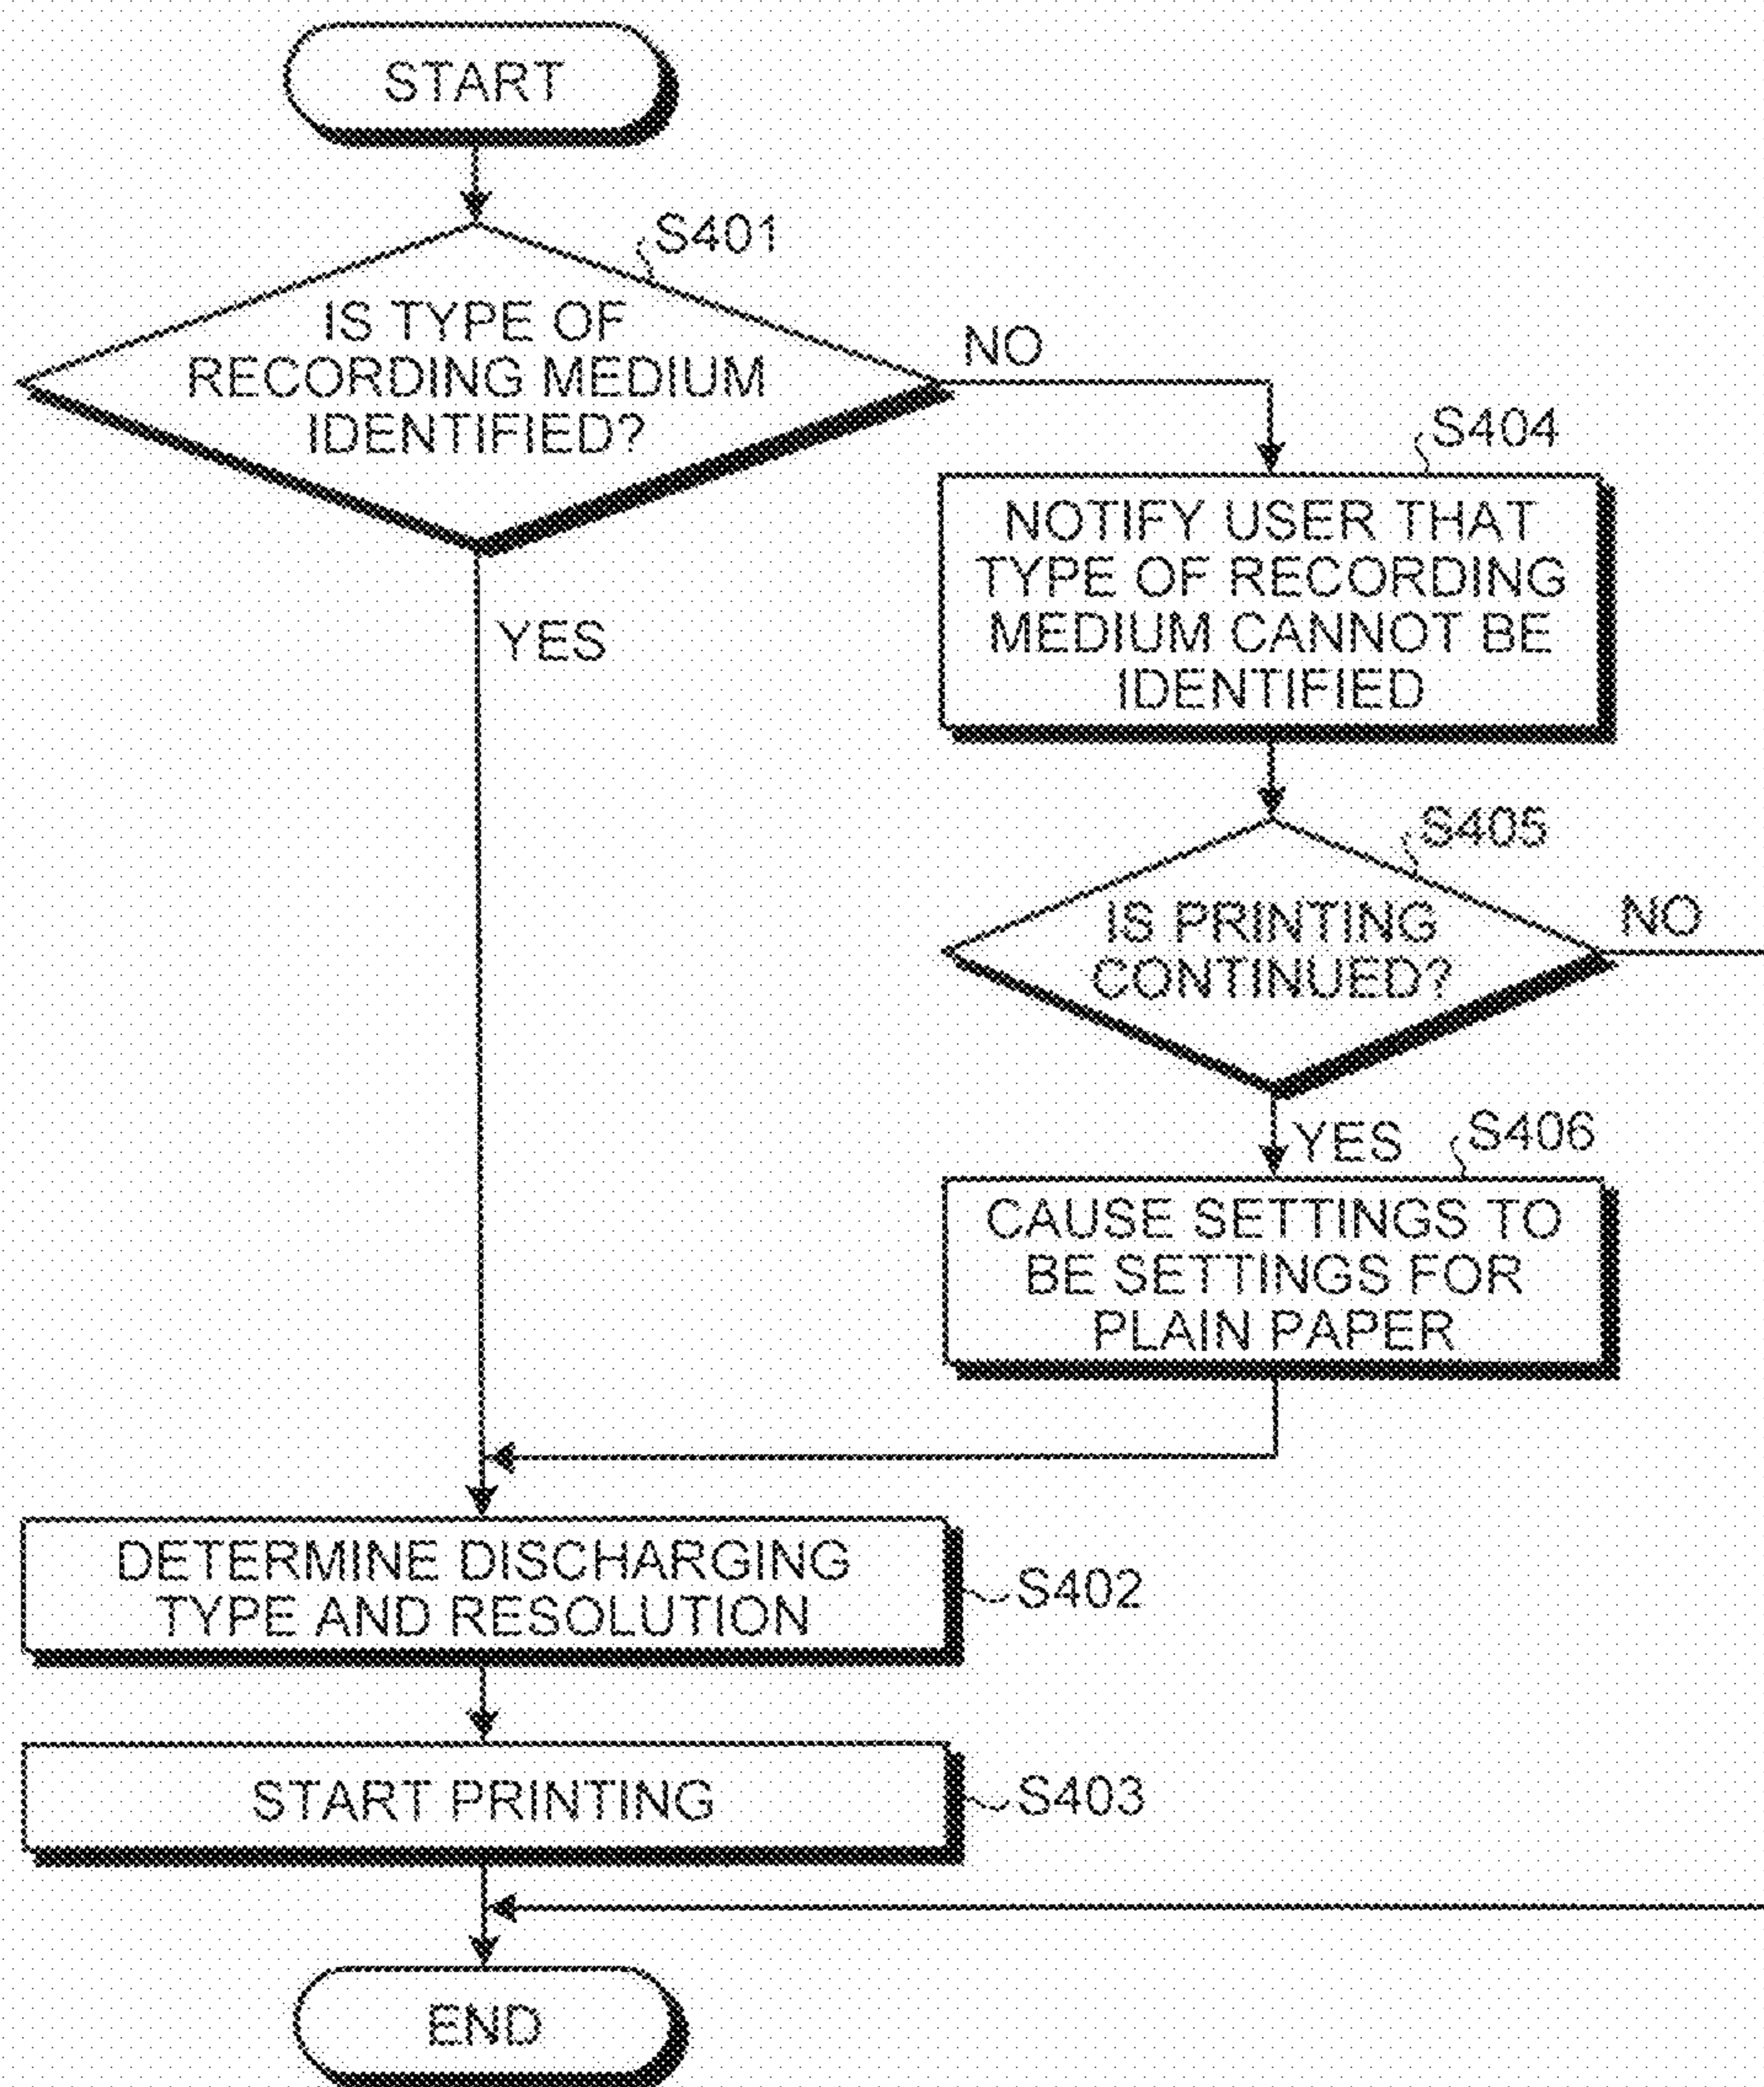 START
S401
IS TYPE OF
RECORDING MEDIUM
IDENTIFIED?
NO
YES
S404
NOTIFY USER THAT
TYPE OF RECORDING
MEDIUM CANNOT BE
IDENTIFIED
S405
IS PRINTING
CONTINUED?
NO
YES
S406
CAUSE SETTINGS TO
BE SETTINGS FOR
PLAIN PAPER
DETERMINE DISCHARGING
TYPE AND RESOLUTION
S402
START PRINTING
S403
END